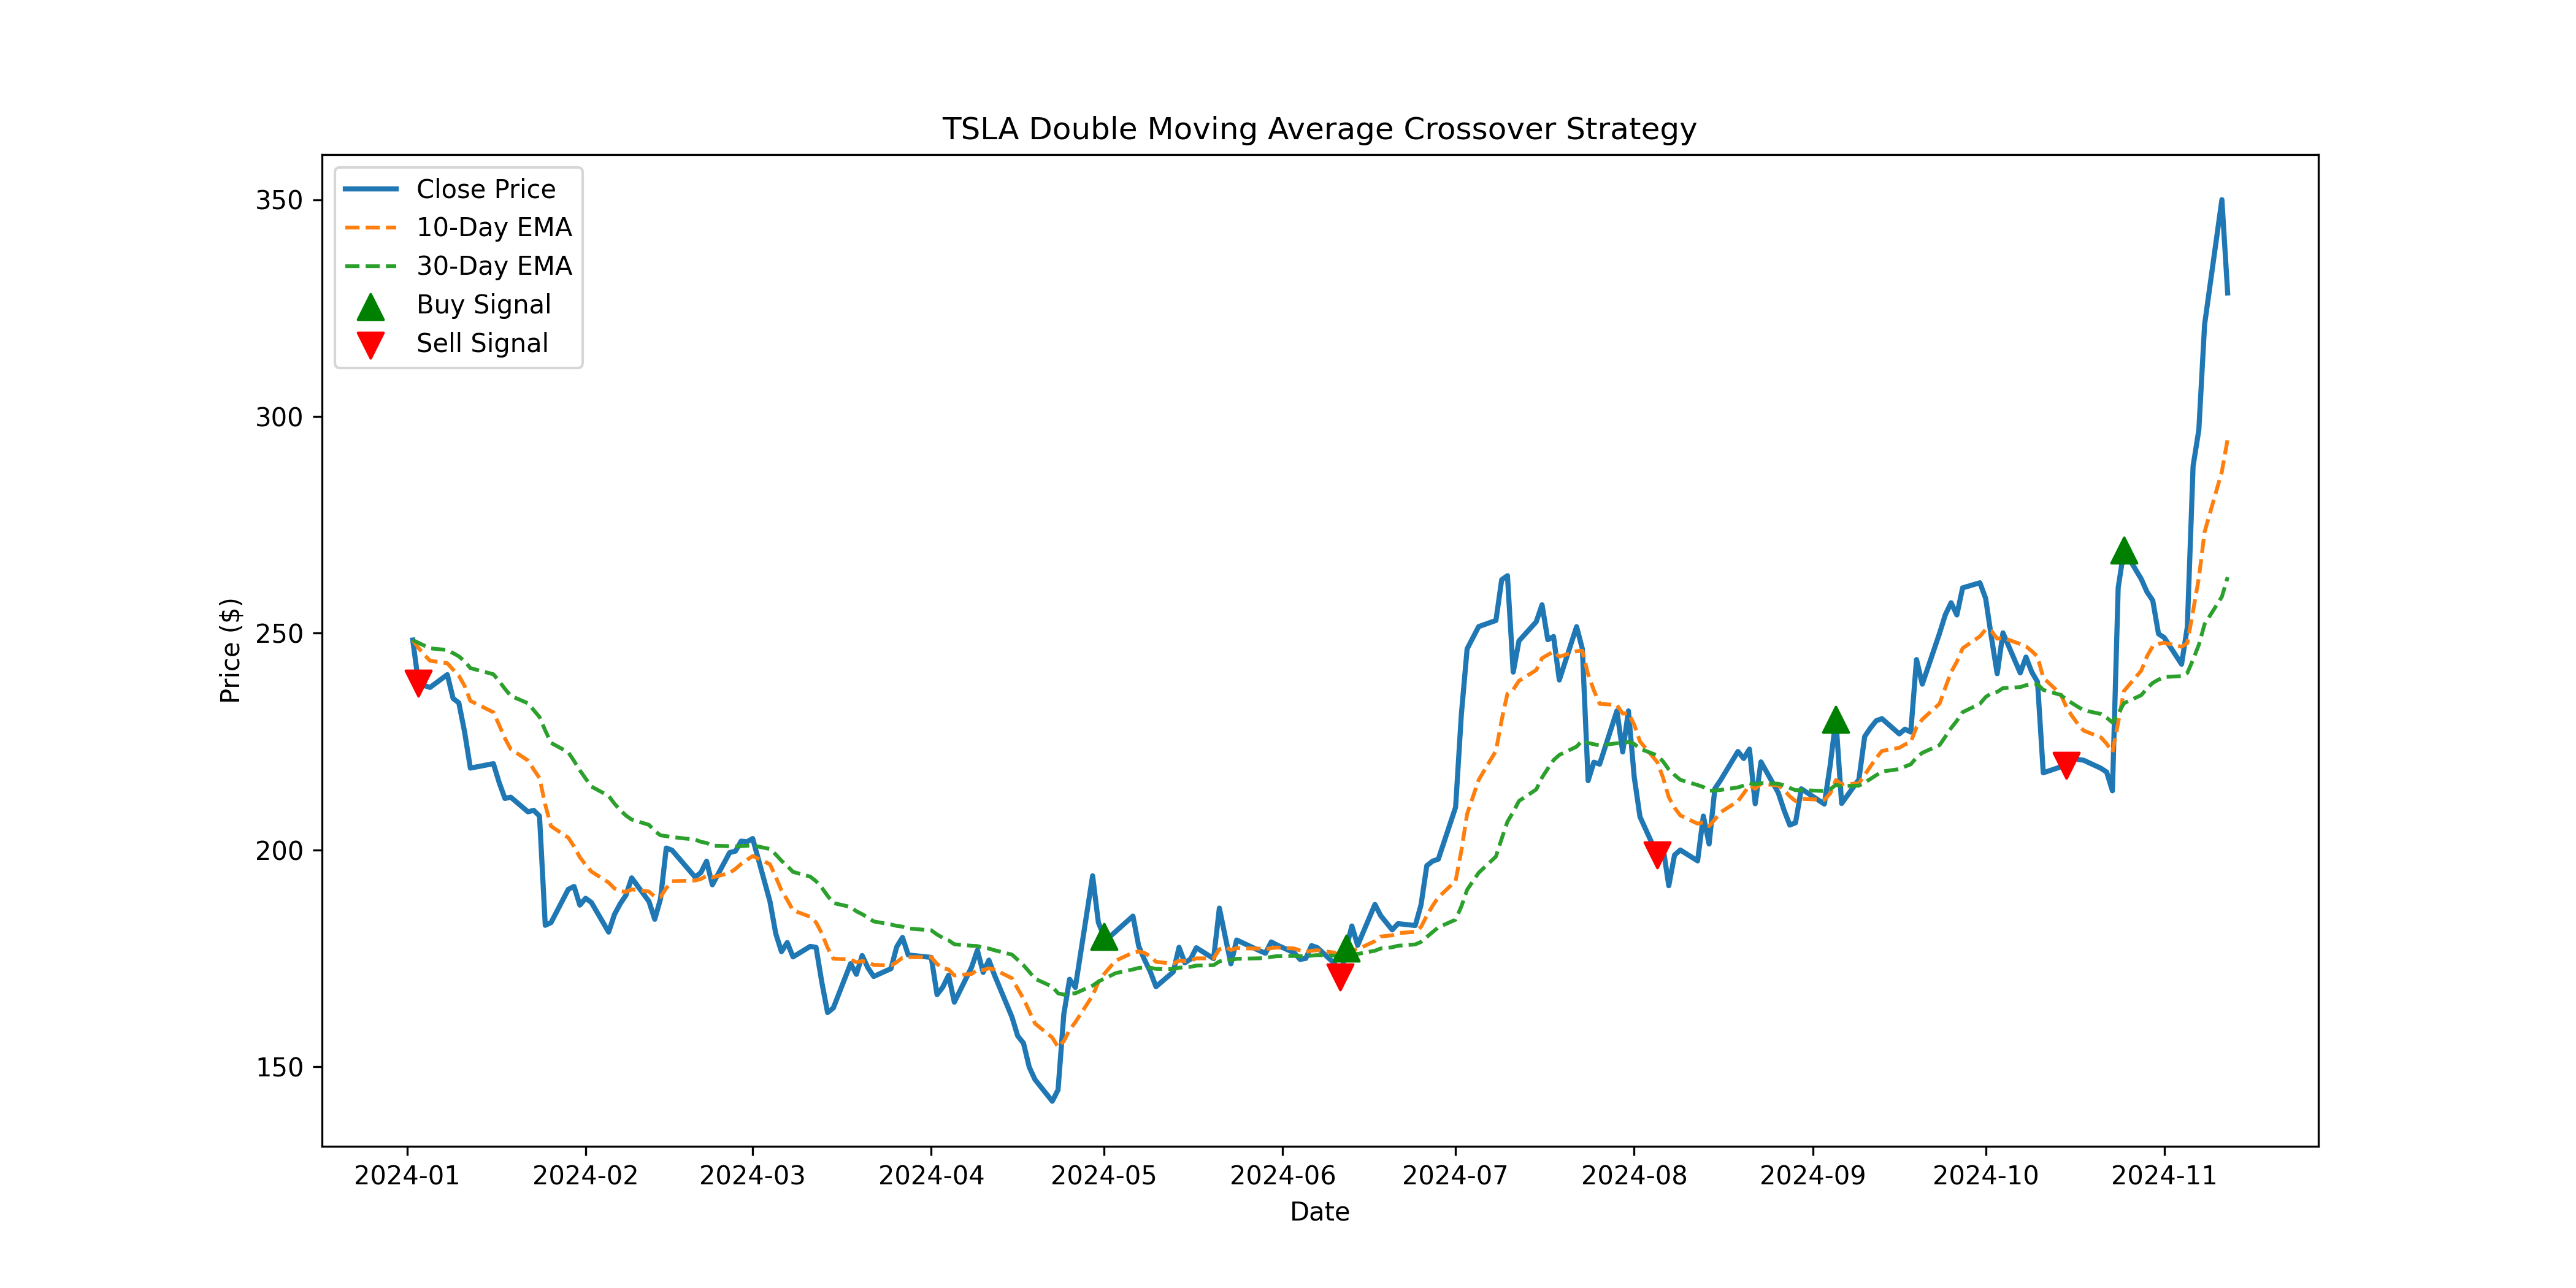 TSLA Double Moving Average Crossover Strategy
Close Price
10-Day EMA
30-Day EMA
Buy Signal
Sell Signal
Price ($)
350
300
250
200
150
2024-01 2024-02 2024-03 2024-04 2024-05 2024-06 2024-07 2024-08 2024-09 2024-10 2024-11
Date